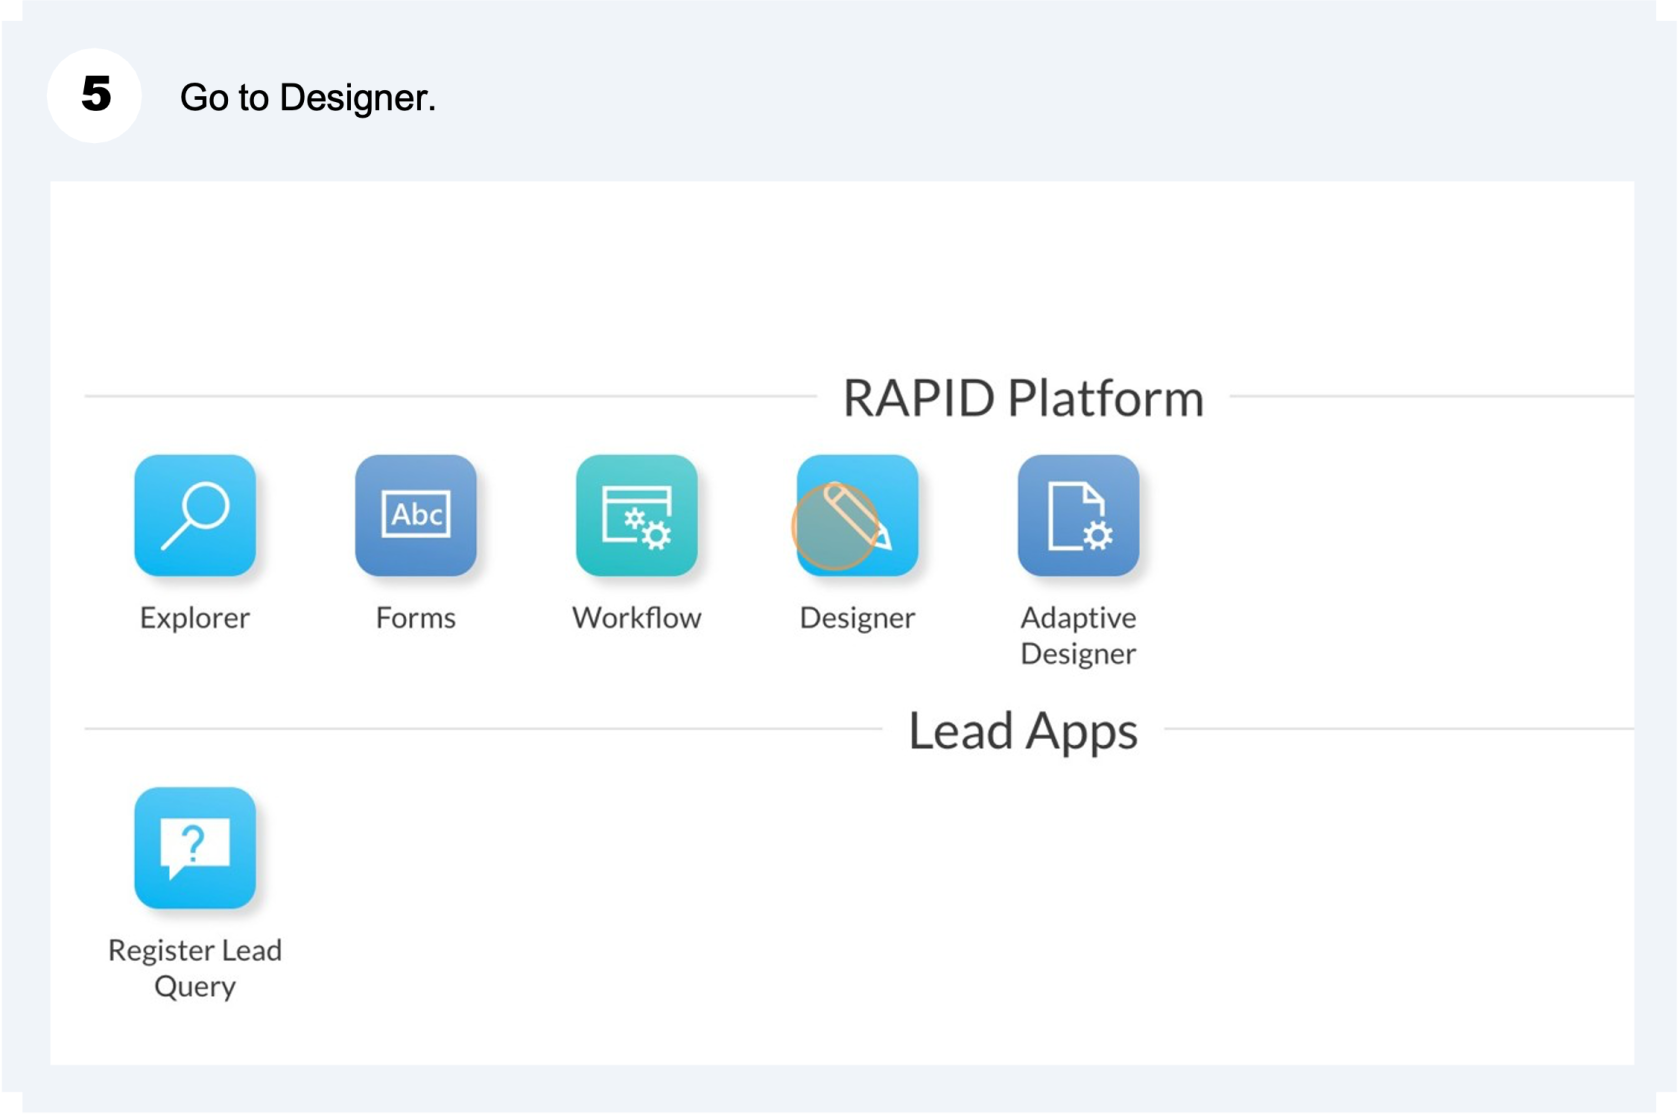 5 Go to Designer.
RAPID Platform
Abc
Explorer Forms Workflow Designer Adaptive
Designer
Lead Apps
?
Register Lead
Query